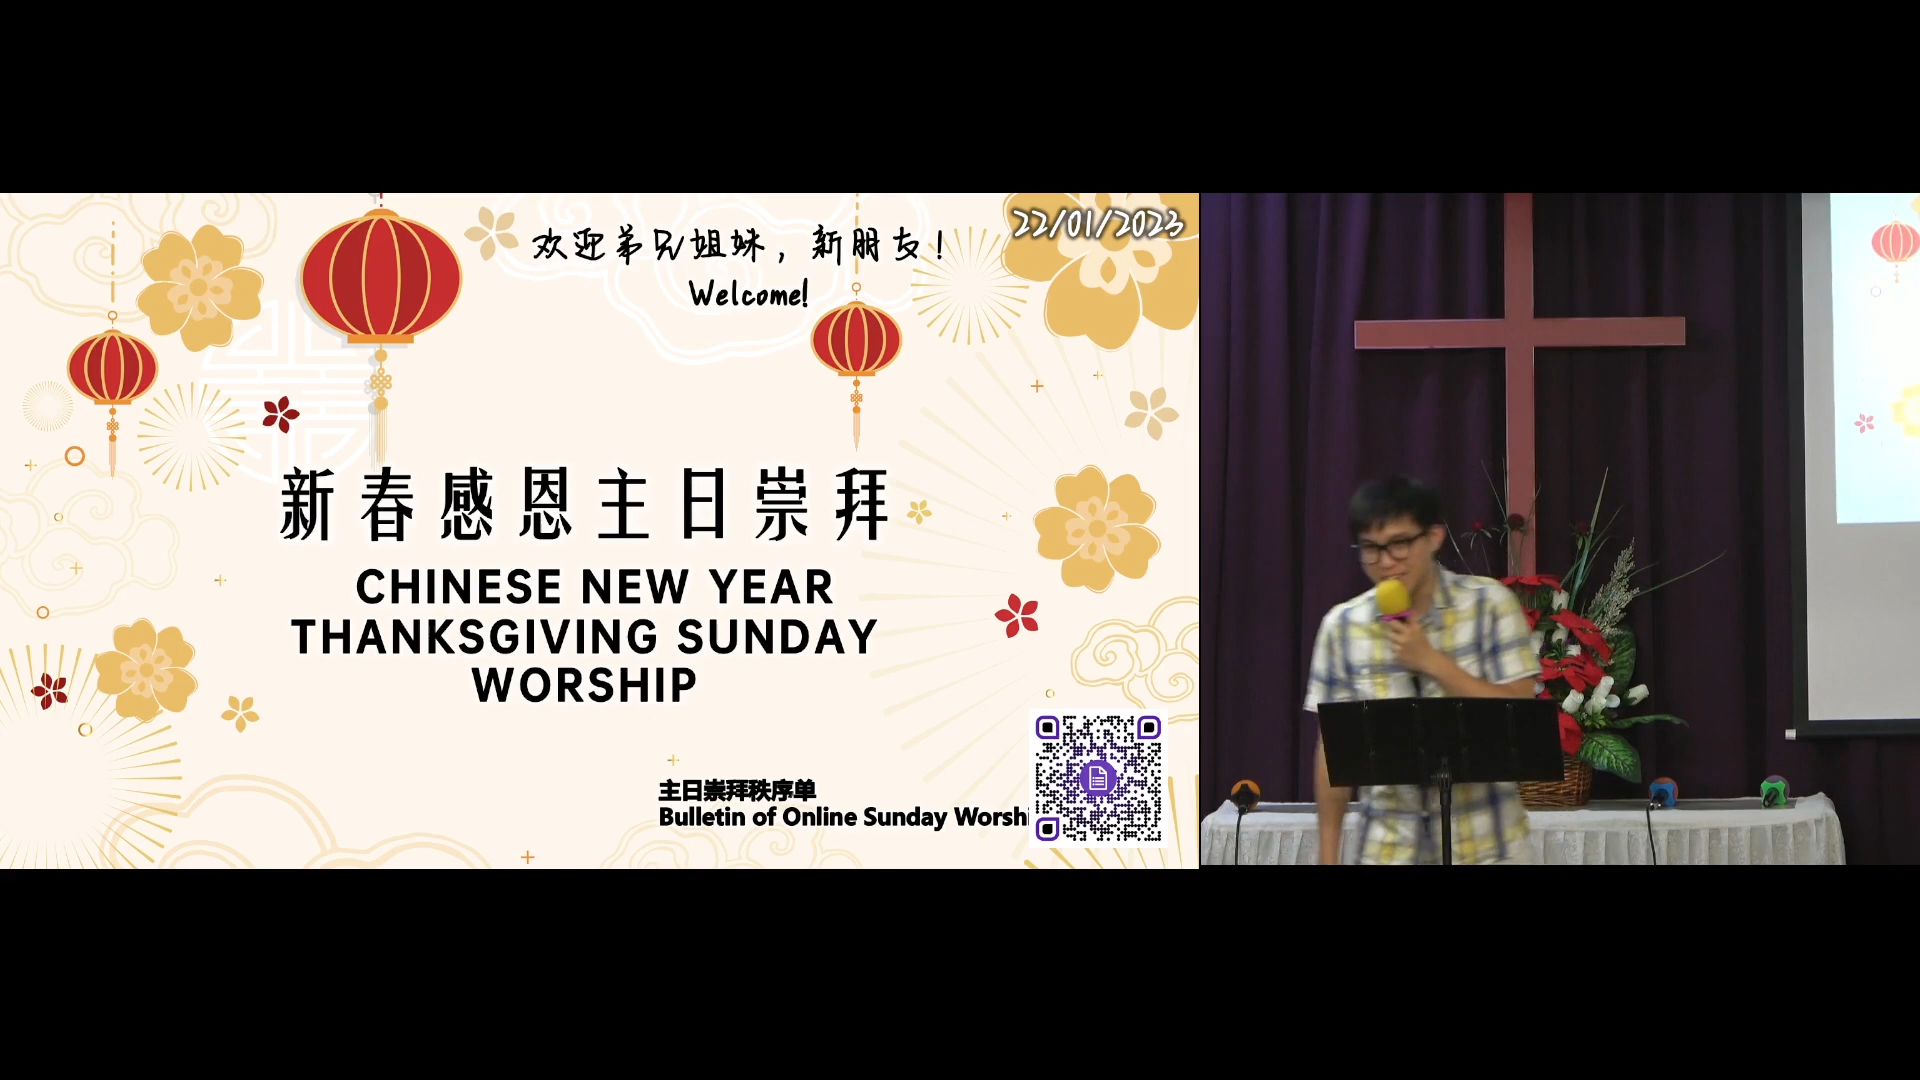 22/01/2023
欢迎弟兄姐妹，新朋友！
Welcome!
新春感恩主日崇拜
CHINESE NEW YEAR
THANKSGIVING SUNDAY
WORSHIP
主日崇拜秩序单
Bulletin of Online Sunday Worshi